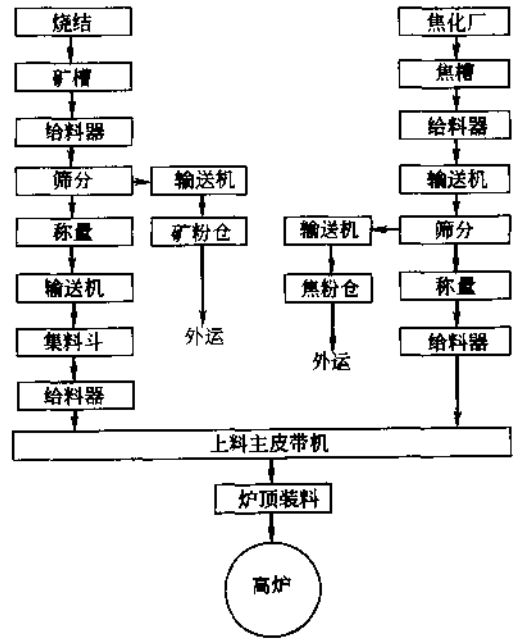 烧结
矿槽
给料器
筛分
输送机
称量
矿粉仓
输送机
外运
集料斗
给料器
焦化厂
焦槽
给料器
输送机
输送机
筛分
焦粉仓
称量
外运
给料器
上料主皮带机
炉顶装料
高炉